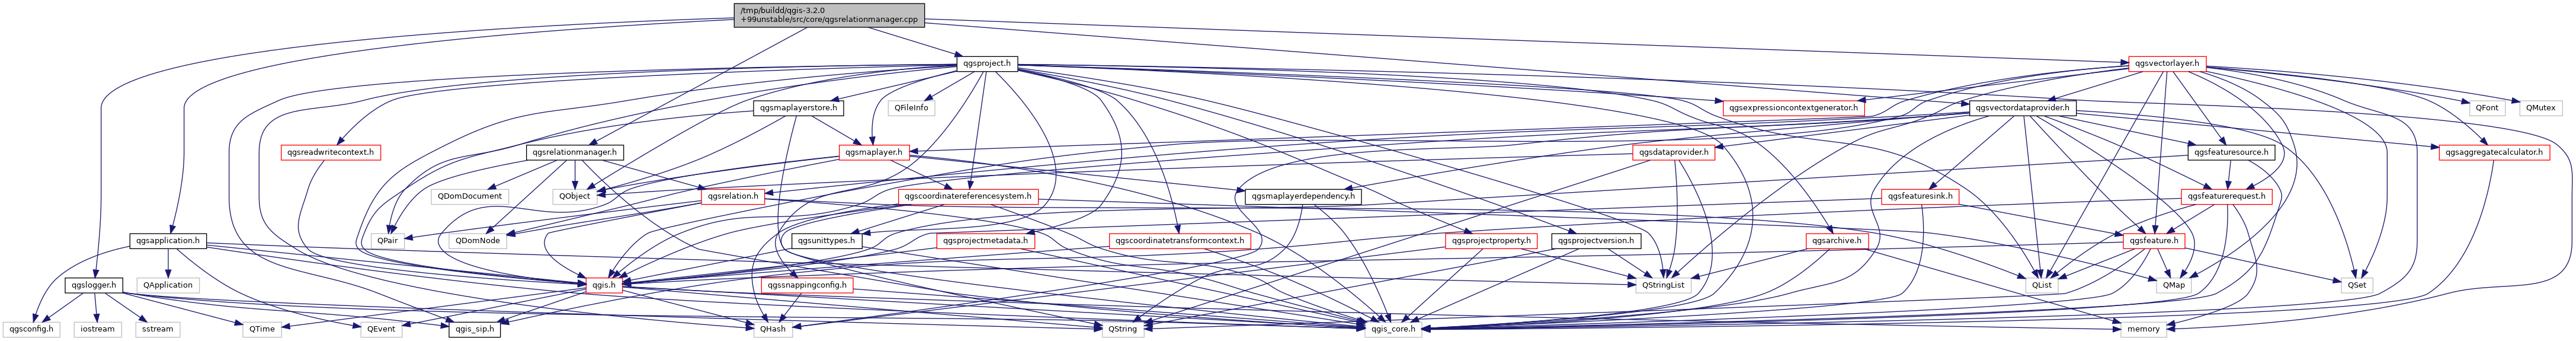 /tmp/buildd/qgis-3.2.0
+99unstable/src/core/qgsrelationmanager.cpp
qgsproject.h
qgsvectorlayer.h
qgsmaplayerstore.h
QFileInfo
qgsexpressioncontextgenerator.h
qgsvectordataprovider.h
QFont
QMutex
qgsreadwritecontext.h
qgsrelationmanager.h
qgsmaplayer.h
qgsdataprovider.h
qgsfeaturesource.h
qgsaggregatecalculator.h
QDomDocument
QObject
qgsrelation.h
qgscoordinatereferencesystem.h
qgsmaplayerdependency.h
qgsfeaturesink.h
qgsfeaturerequest.h
qgsapplication.h
QPair
QDomNode
qgsunittypes.h
qgsprojectmetadata.h
qgscoordinatetransformcontext.h
qgsprojectproperty.h
qgsprojectversion.h
qgsarchive.h
qgsfeature.h
qgslogger.h
QApplication
qgis.h
qgssnappingconfig.h
QStringList
QList
QMap
QSet
qgsconfig.h
iostream
sstream
QTime
QEvent
qgis_sip.h
QHash
QString
qgis_core.h
memory